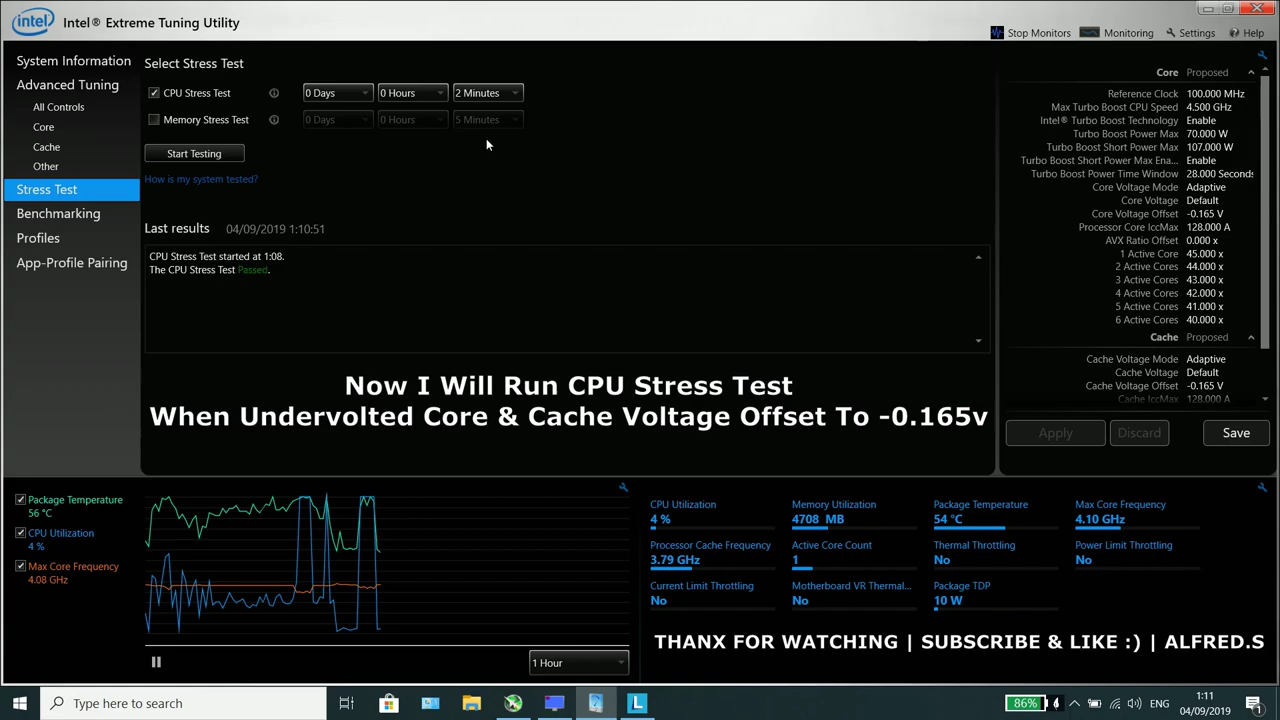 intel Intel® Extreme Tuning Utility
Stop Monitors Monitoring Settings Help
System Information
Advanced Tuning
All Controls
Core
Cache
Other
Stress Test
Benchmarking
Profiles
App-Profile Pairing
Select Stress Test
CPU Stress Test 0 Days 0 Hours 2 Minutes
Memory Stress Test 0 Days 0 Hours 5 Minutes
Start Testing
How is my system tested?
Last results 04/09/2019 1:10:51
CPU Stress Test started at 1:08.
The CPU Stress Test Passed.
Now I Will Run CPU Stress Test
When Undervolted Core & Cache Voltage Offset To -0.165v
Core Proposed
Reference Clock 100.000 MHz
Max Turbo Boost CPU Speed 4.500 GHz
Intel® Turbo Boost Technology Enable
Turbo Boost Power Max 70.000 W
Turbo Boost Short Power Max 107.000 W
Turbo Boost Short Power Max Ena... Enable
Turbo Boost Power Time Window 28.000 Seconds
Core Voltage Mode Adaptive
Core Voltage Default
Core Voltage Offset -0.165 V
Processor Core IccMax 128.000 A
AVX Ratio Offset 0.000 x
1 Active Core 45.000 x
2 Active Cores 44.000 x
3 Active Cores 43.000 x
4 Active Cores 42.000 x
5 Active Cores 41.000 x
6 Active Cores 40.000 x
Cache Proposed
Cache Voltage Mode Adaptive
Cache Voltage Default
Cache Voltage Offset -0.165 V
Cache IccMax 128.000 A
Apply Discard Save
Package Temperature
56 °C
CPU Utilization
4 %
Max Core Frequency
4.08 GHz
1 Hour
CPU Utilization Memory Utilization Package Temperature Max Core Frequency
4 % 4708 MB 54 °C 4.10 GHz
Processor Cache Frequency Active Core Count Thermal Throttling Power Limit Throttling
3.79 GHz 1 No No
Current Limit Throttling Motherboard VR Thermal... Package TDP
No No 10 W
THANX FOR WATCHING | SUBSCRIBE & LIKE :) | ALFRED.S
Type here to search L 86% ENG 1:11
04/09/2019 1